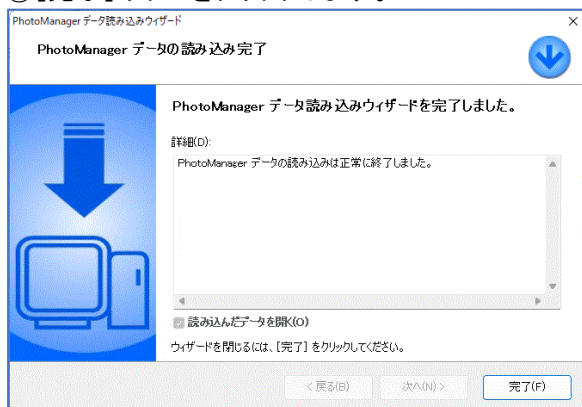 PhotoManager データ読み込みウィザード
PhotoManager データの読み込み完了
PhotoManager データ読み込みウィザードを完了しました。
詳細(D):
PhotoManager データの読み込みは正常に終了しました。
読み込んだデータを開く(O)
ウィザードを閉じるには、[完了] をクリックしてください。
< 戻る(B)
次へ(N) >
完了(F)